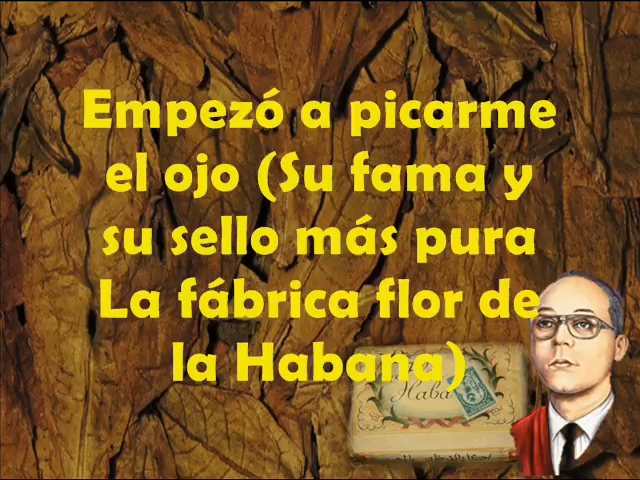 Empezó a picarme
el ojo (Su fama y
su sello más pura
La fábrica flor de
la Habana)
Haba